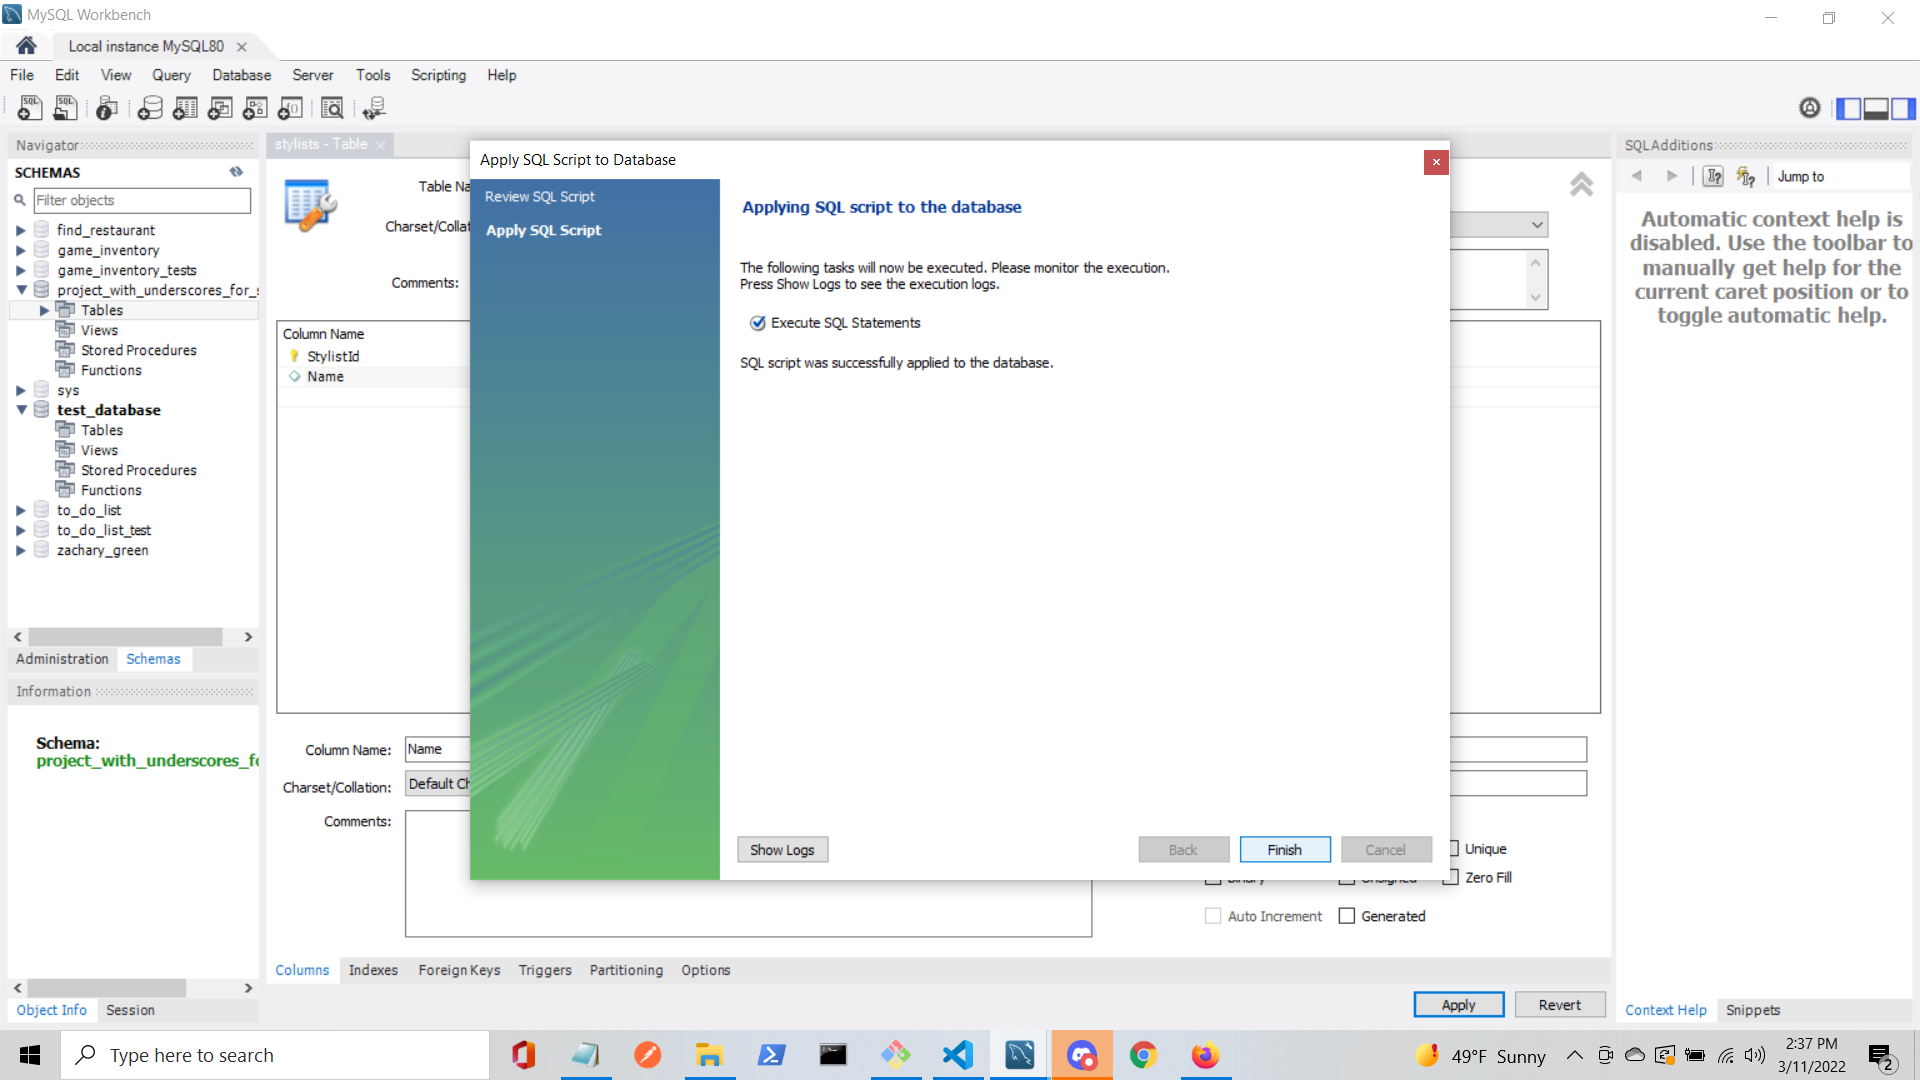 MySQL Workbench
Local instance MySQL80
File Edit View Query Database Server Tools Scripting Help
Navigator
SCHEMAS
Filter objects
find_restaurant
game_inventory
game_inventory_tests
project_with_underscores_for_s
Tables
Views
Stored Procedures
Functions
sys
test_database
Tables
Views
Stored Procedures
Functions
to_do_list
to_do_list_test
zachary_green
Administration Schemas
Information
Schema:
project_with_underscores_fo
Object Info Session
stylists - Table
Table Na
Charset/Collat
Comments:
Column Name
StylistId
Name
Column Name: Name
Charset/Collation: Default Ch
Comments:
Apply SQL Script to Database
Review SQL Script
Apply SQL Script
Applying SQL script to the database
The following tasks will now be executed. Please monitor the execution.
Press Show Logs to see the execution logs.
Execute SQL Statements
SQL script was successfully applied to the database.
Show Logs Back Finish Cancel
Unique
Binary Unsigned Zero Fill
Auto Increment Generated
Columns Indexes Foreign Keys Triggers Partitioning Options
Apply Revert
SQLAdditions
Jump to
Automatic context help is
disabled. Use the toolbar to
manually get help for the
current caret position or to
toggle automatic help.
Context Help Snippets
Type here to search
49°F Sunny
2:37 PM
3/11/2022
2